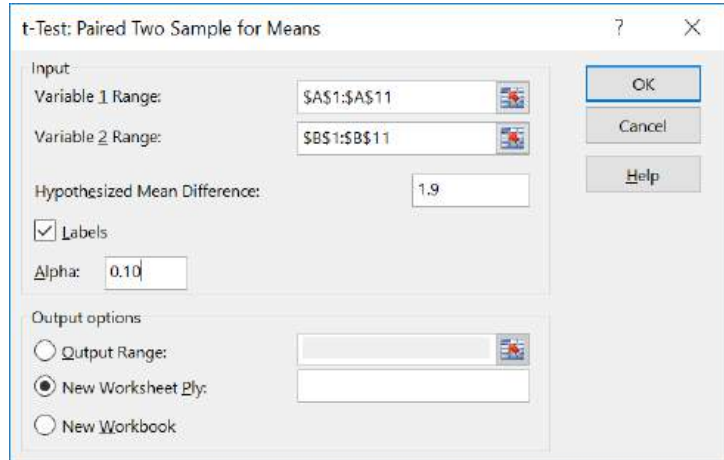 t-Test: Paired Two Sample for Means ? ×
Input
Variable 1 Range: $A$1:$A$11
OK
Variable 2 Range: $B$1:$B$11
Cancel
Hypothesized Mean Difference: 1.9
Help
Labels
Alpha: 0.10
Output options
Output Range:
New Worksheet Ply:
New Workbook